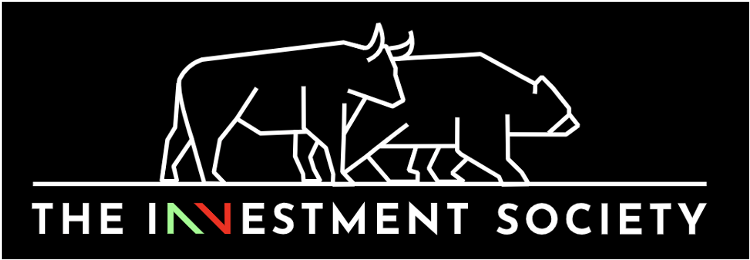 THE INVESTMENT SOCIETY